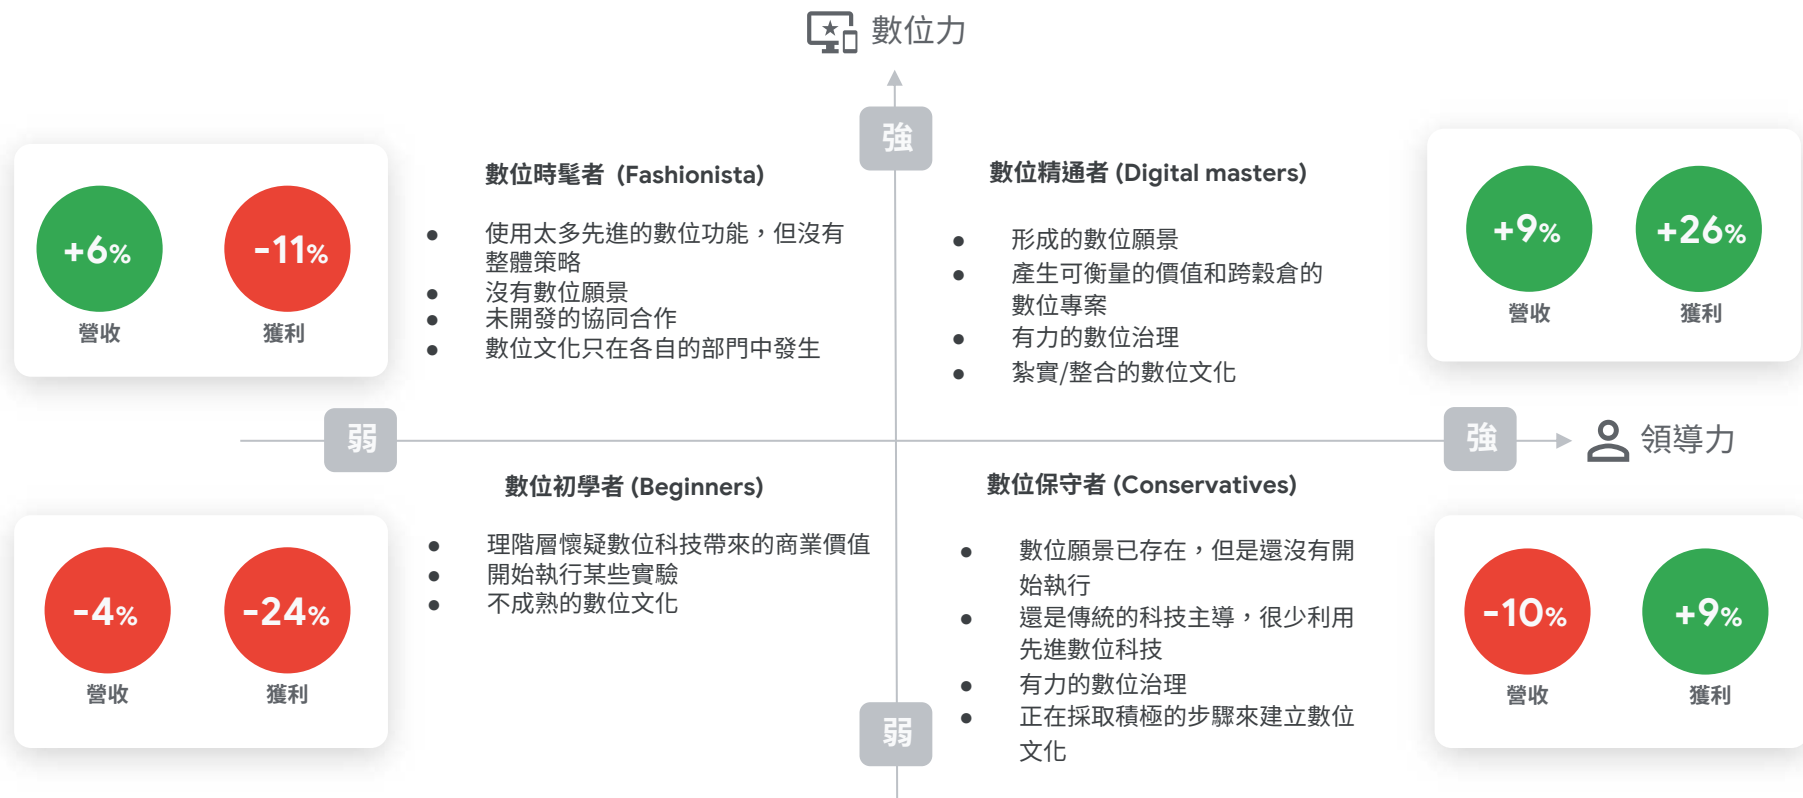 數位力
強
數位時髦者 (Fashionista)
● 使用太多先進的數位功能，但沒有
整體策略
● 沒有數位願景
● 未開發的協同合作
● 數位文化只在各自的部門中發生
+6%
營收
-11%
獲利
數位精通者 (Digital masters)
● 形成的數位願景
● 產生可衡量的價值和跨穀倉的
數位專案
● 有力的數位治理
● 紮實/整合的數位文化
+9%
營收
+26%
獲利
弱
強
領導力
數位初學者 (Beginners)
● 理階層懷疑數位科技帶來的商業價值
● 開始執行某些實驗
● 不成熟的數位文化
-4%
營收
-24%
獲利
數位保守者 (Conservatives)
● 數位願景已存在，但是還沒有開
始執行
● 還是傳統的科技主導，很少利用
先進數位科技
● 有力的數位治理
● 正在採取積極的步驟來建立數位
文化
-10%
營收
+9%
獲利
弱